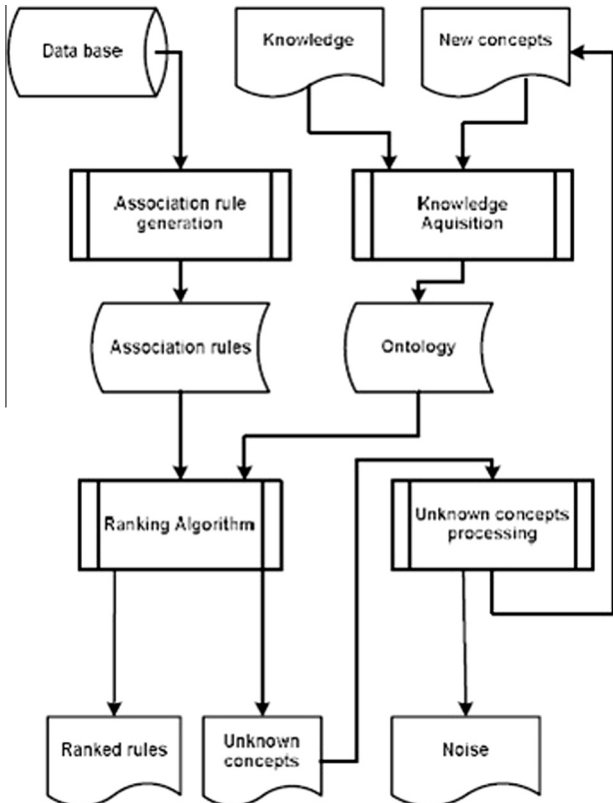 Data base
Knowledge
New concepts
Association rule
generation
Knowledge
Aquisition
Association rules
Ontology
Ranking Algorithm
Unknown concepts
processing
Ranked rules
Unknown
concepts
Noise